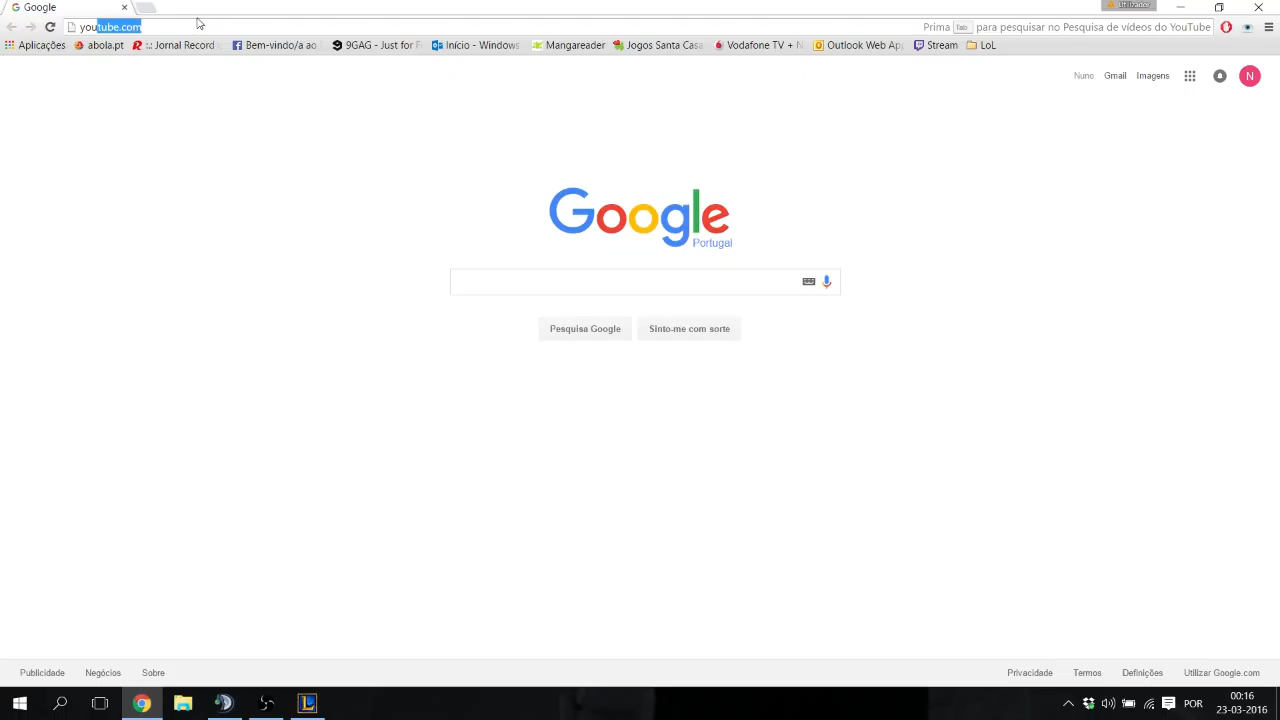 Google
Utilizador
youtube.com
Prima Tab para pesquisar no Pesquisa de vídeos do YouTube
Aplicações abola.pt .:: Jornal Record Bem-vindo/a ao 9GAG - Just for F Início - Windows Mangareader Jogos Santa Casa Vodafone TV + N Outlook Web App Stream LoL
Nuno Gmail Imagens N
Google
Portugal
Pesquisa Google Sinto-me com sorte
Publicidade Negócios Sobre Privacidade Termos Definições Utilizar Google.com
POR
00:16
23-03-2016